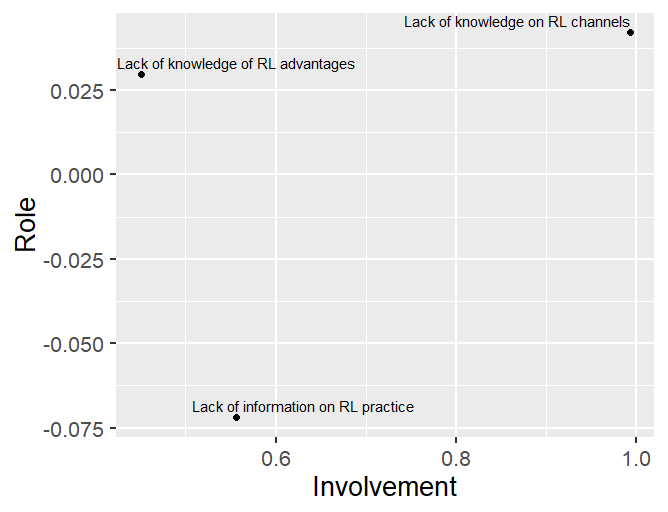 Lack of knowledge on RL channels
Lack of knowledge of RL advantages
0.025
0.000
Role
-0.025
-0.050
Lack of information on RL practice
-0.075
0.6 0.8 1.0
Involvement